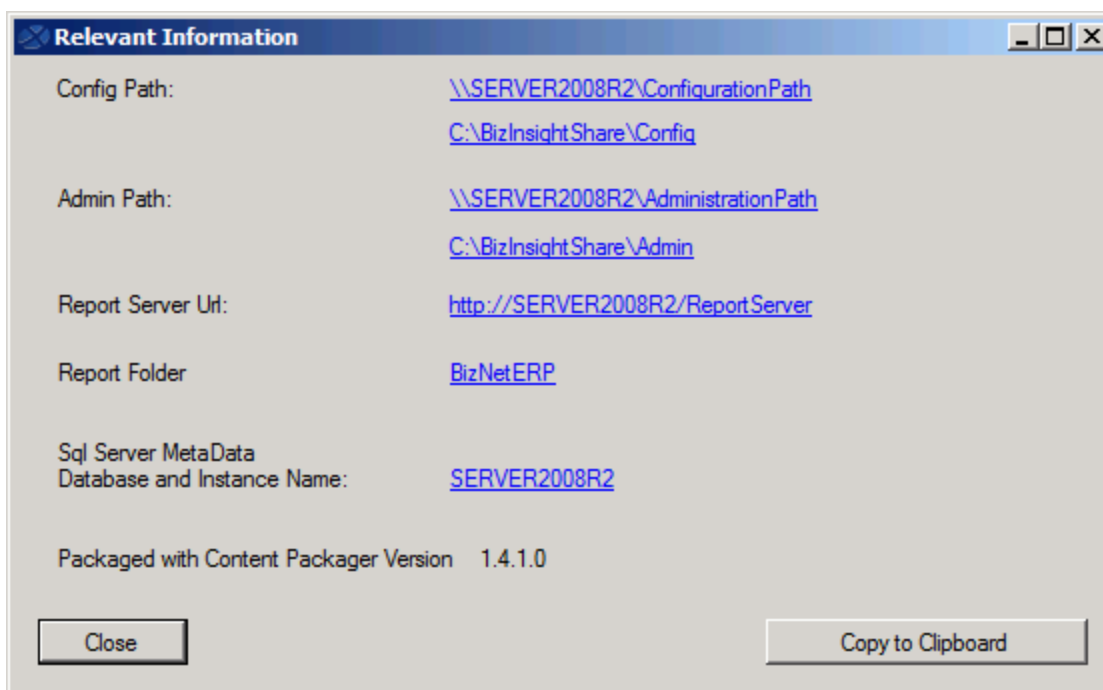 Relevant Information
Config Path: \\SERVER2008R2\ConfigurationPath
C:\BizInsightShare\Config
Admin Path: \\SERVER2008R2\AdministrationPath
C:\BizInsightShare\Admin
Report Server Url: http://SERVER2008R2/ReportServer
Report Folder BizNetERP
Sql Server MetaData
Database and Instance Name: SERVER2008R2
Packaged with Content Packager Version 1.4.1.0
Close Copy to Clipboard